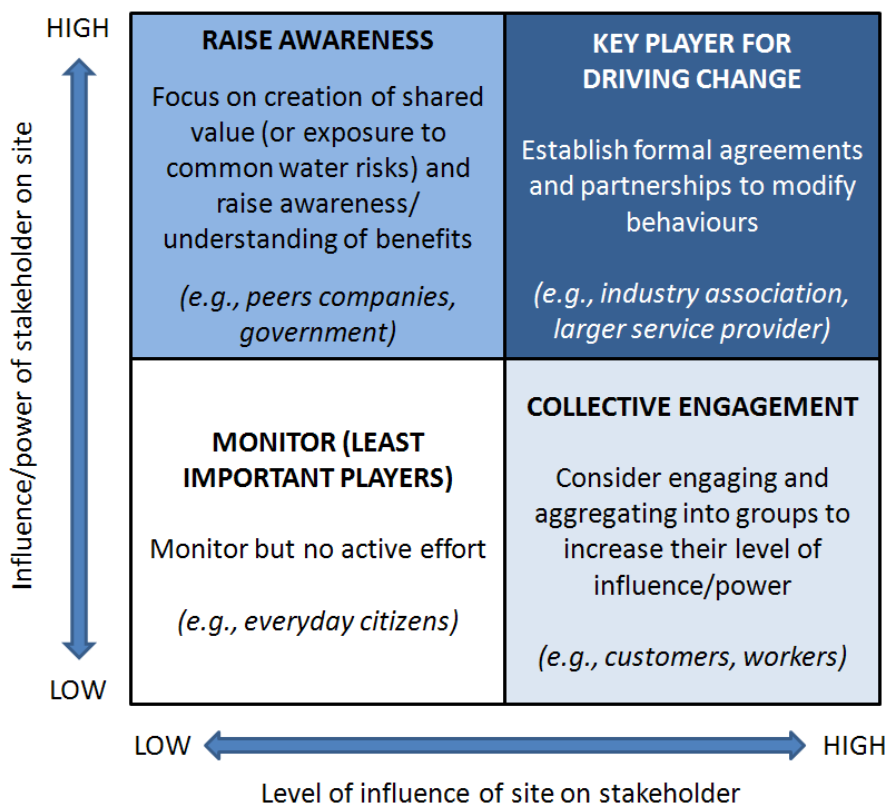 HIGH
Influence/power of stakeholder on site
LOW
RAISE AWARENESS
Focus on creation of shared
value (or exposure to
common water risks) and
raise awareness/
understanding of benefits
(e.g., peers companies,
government)
KEY PLAYER FOR
DRIVING CHANGE
Establish formal agreements
and partnerships to modify
behaviours
(e.g., industry association,
larger service provider)
MONITOR (LEAST
IMPORTANT PLAYERS)
Monitor but no active effort
(e.g., everyday citizens)
COLLECTIVE ENGAGEMENT
Consider engaging and
aggregating into groups to
increase their level of
influence/power
(e.g., customers, workers)
LOW
HIGH
Level of influence of site on stakeholder